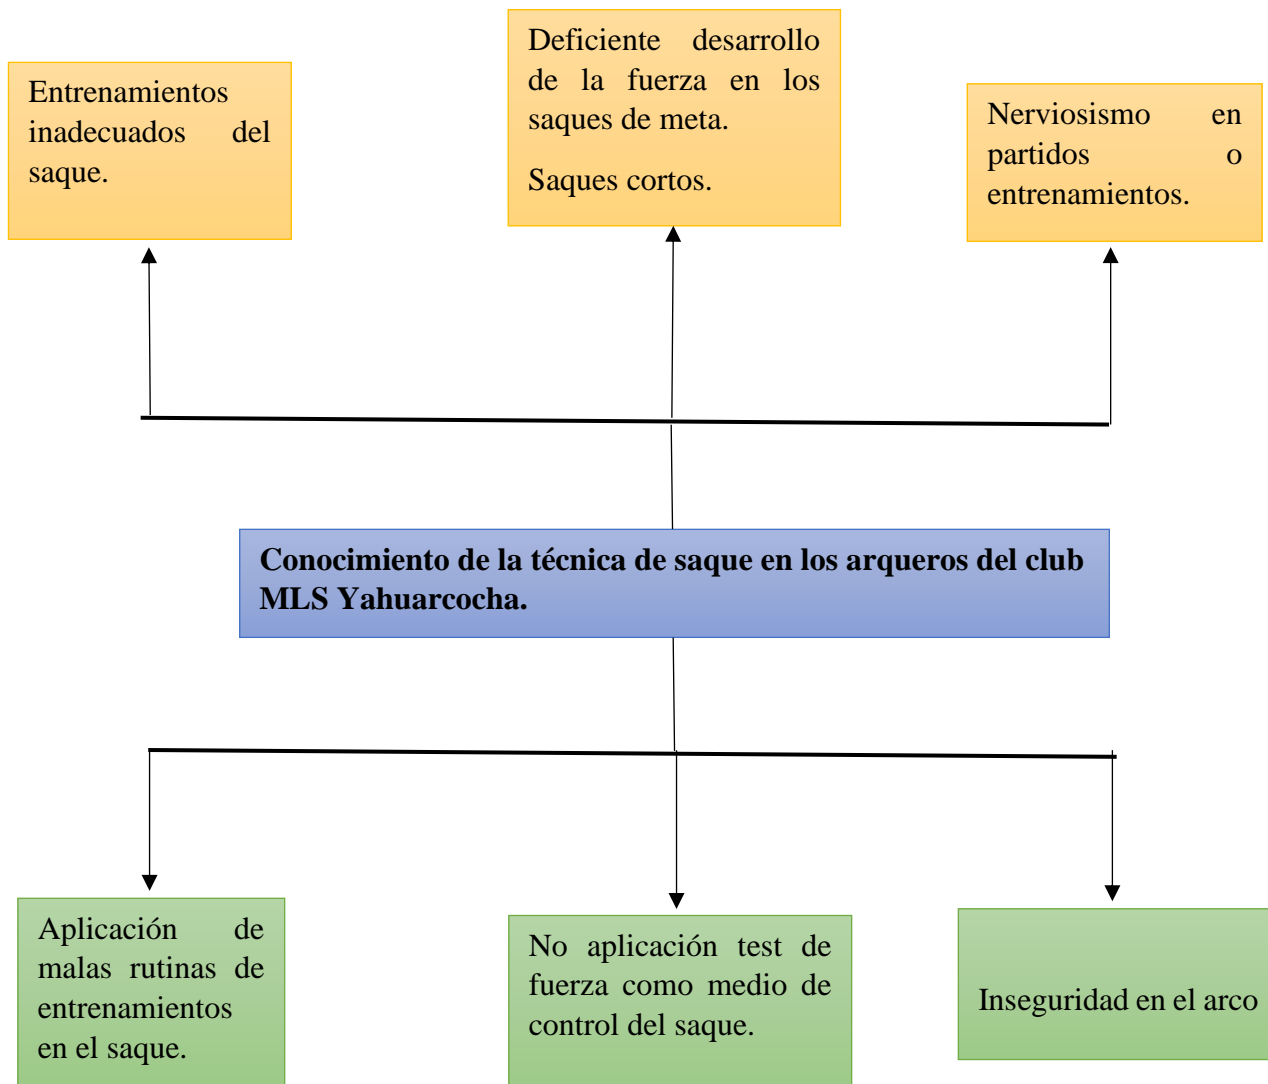 Entrenamientos
inadecuados del
saque.
Deficiente desarrollo
de la fuerza en los
saques de meta.
Saques cortos.
Nerviosismo en
partidos o
entrenamientos.
Conocimiento de la técnica de saque en los arqueros del club
MLS Yahuarcocha.
Aplicación de
malas rutinas de
entrenamientos
en el saque.
No aplicación test de
fuerza como medio de
control del saque.
Inseguridad en el arco